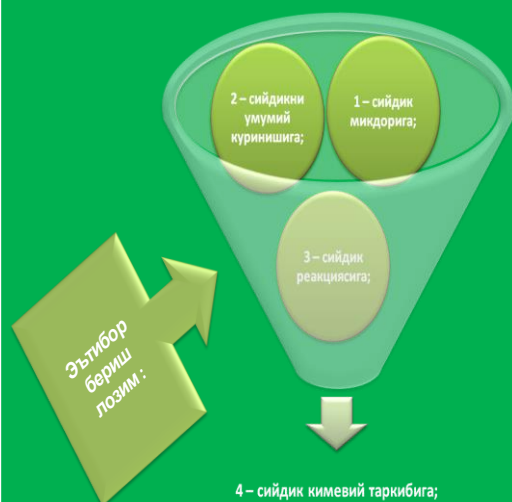 2 – сийдикни
умумий
куринишига;
1 – сийдик
микдорига;
3 – сийдик
реакциясига;
Эътибор
бериш
лозим :
4 – сийдик кимевий таркибига;